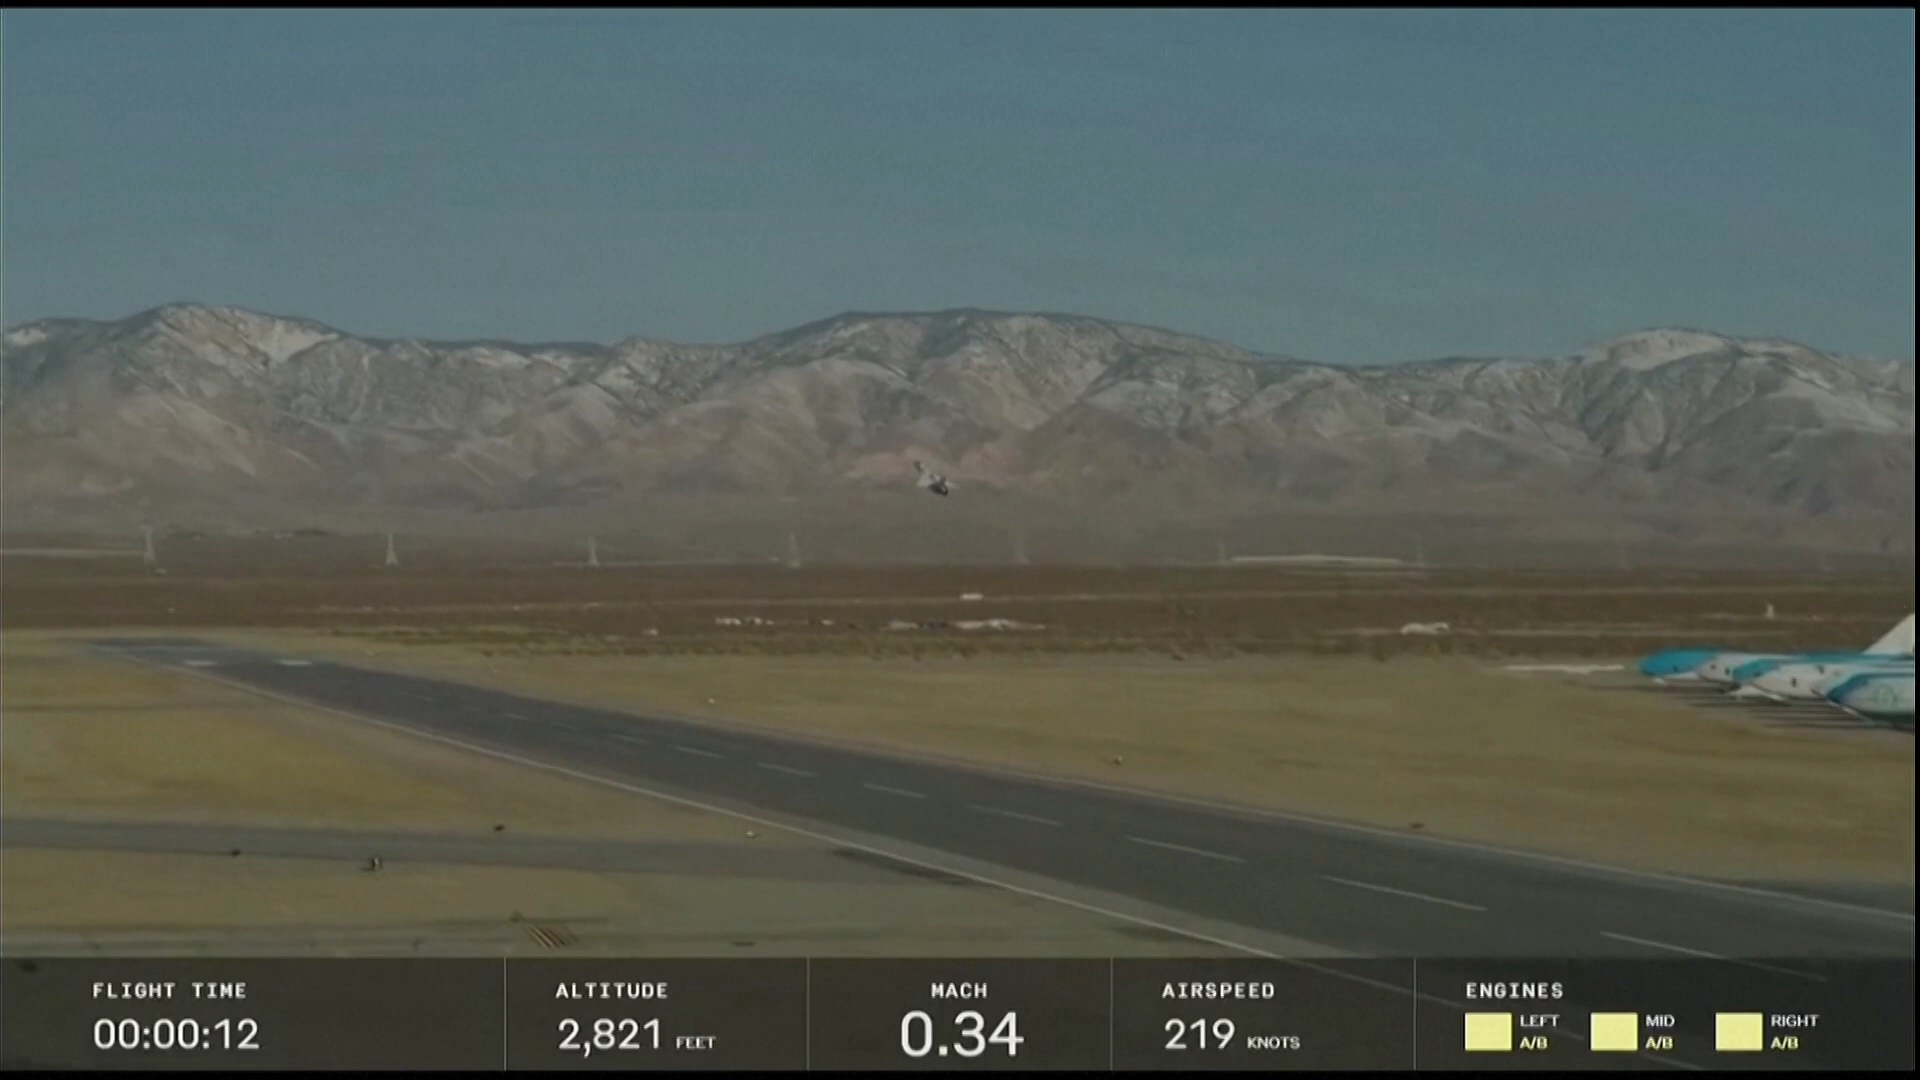 FLIGHT TIME
00:00:12
ALTITUDE
2,821 FEET
MACH
0.34
AIRSPEED
219 KNOTS
ENGINES
LEFT
A/B
MID
A/B
RIGHT
A/B